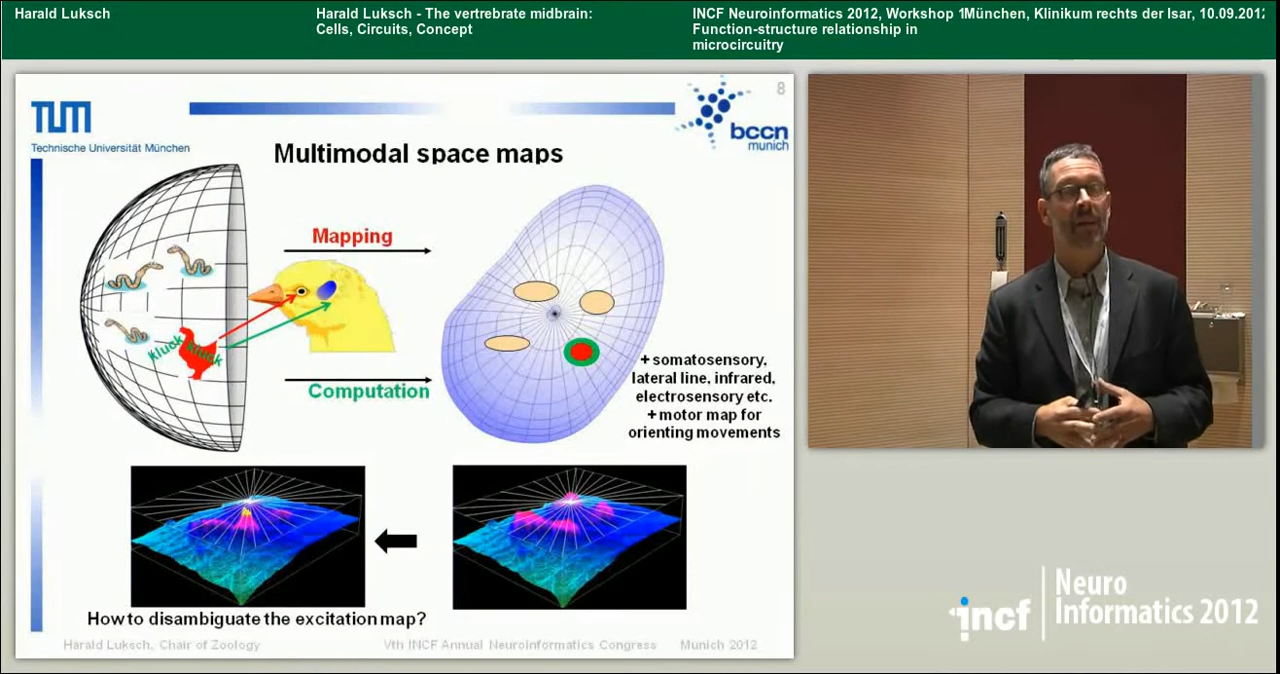 Harald Luksch
Harald Luksch - The vertrebrate midbrain:
Cells, Circuits, Concept
INCF Neuroinformatics 2012, Workshop 1München, Klinikum rechts der Isar, 10.09.2012
Function-structure relationship in
microcircuitry
8
TUM
Technische Universität München
bccn
munich
Multimodal space maps
Mapping
kluck kluck
Computation
+ somatosensory,
lateral line, infrared,
electrosensory etc.
+ motor map for
orienting movements
How to disambiguate the excitation map?
Harald Luksch, Chair of Zoology
Vth INCF Annual Neuroinformatics Congress
Munich 2012
incf
Neuro
Informatics 2012